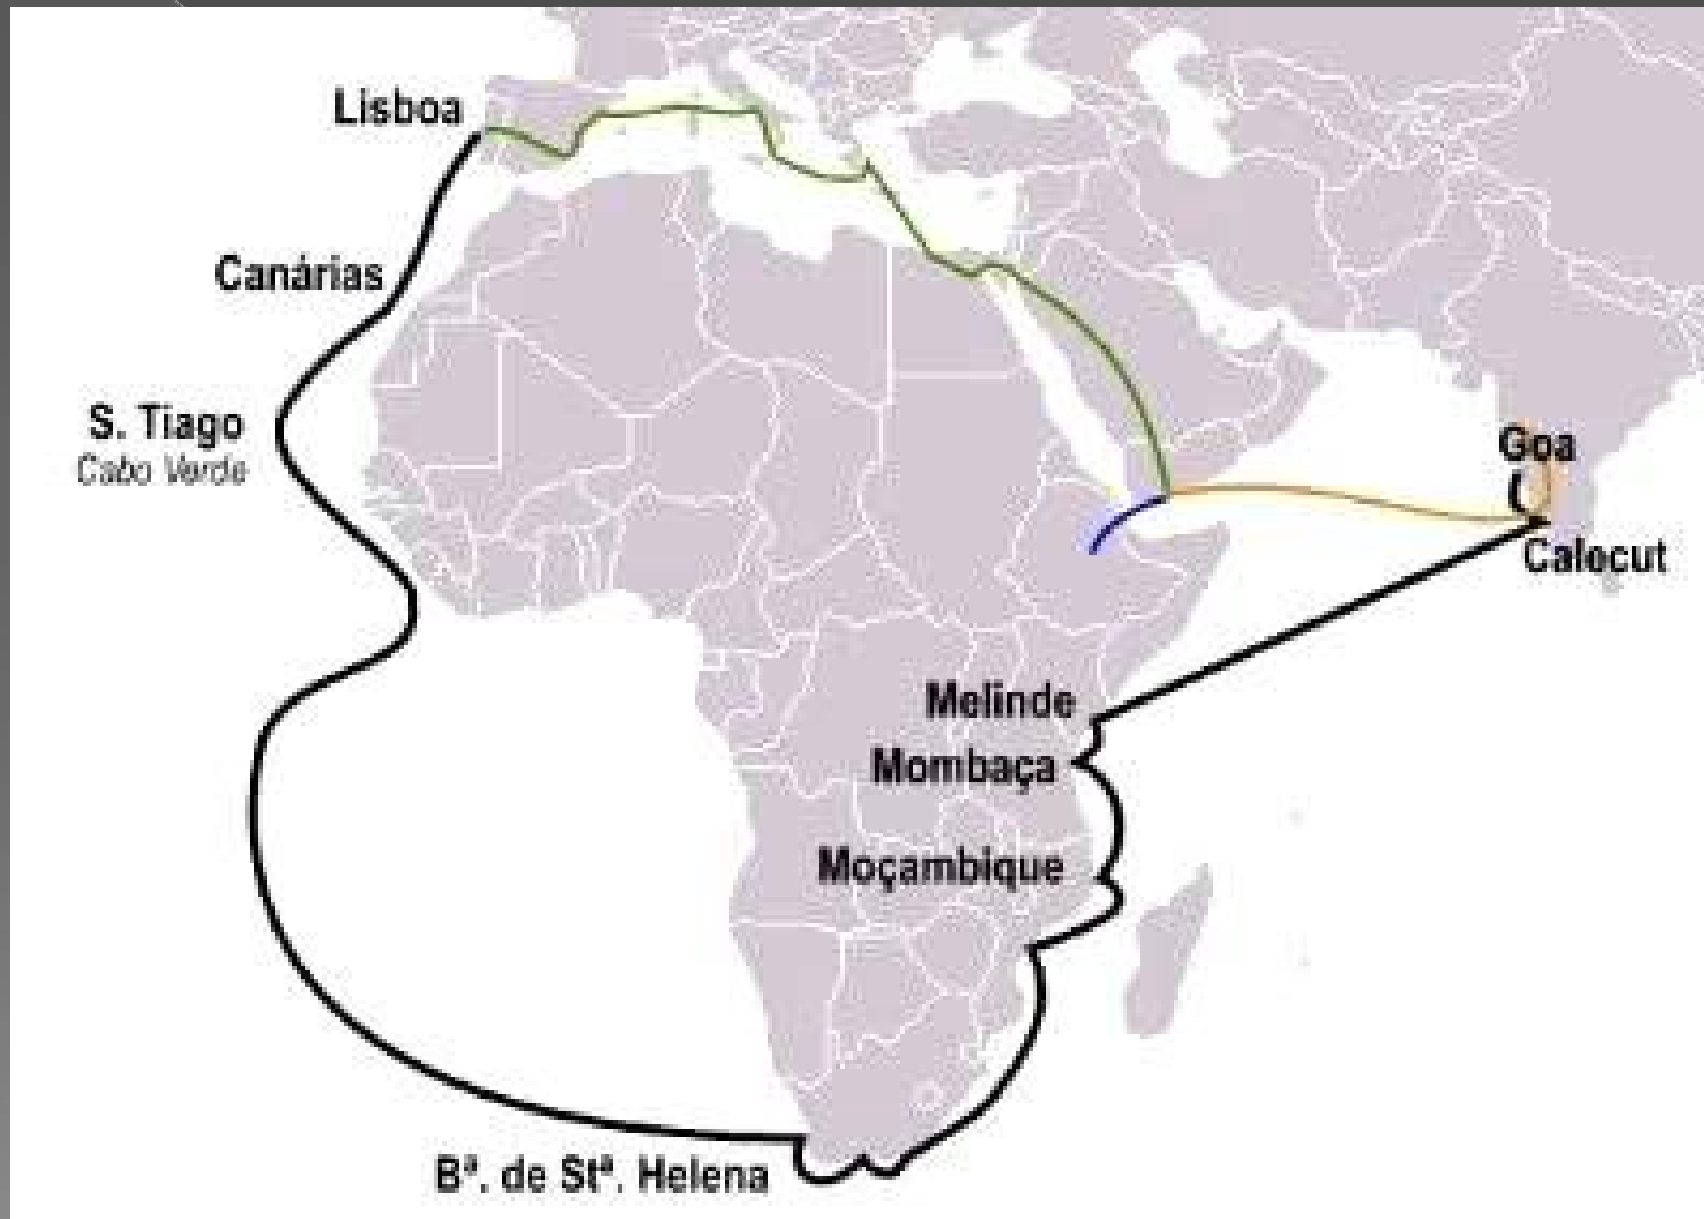 Lisboa
Canárias
S. Tiago
Cabo Verde
Goa
Calecut
Melinde
Mombaça
Moçambique
Bª. de Stª. Helena